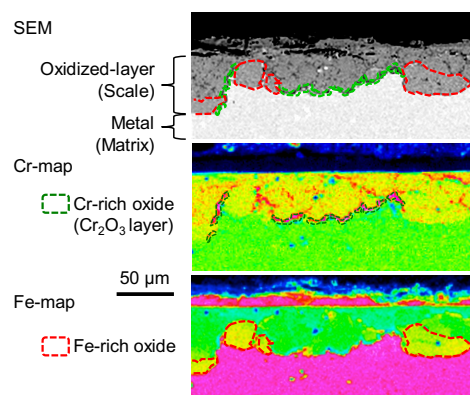 SEM
Oxidized-layer
(Scale)
Metal
(Matrix)
Cr-map
Cr-rich oxide
(Cr₂O₃ layer)
50 µm
Fe-map
Fe-rich oxide